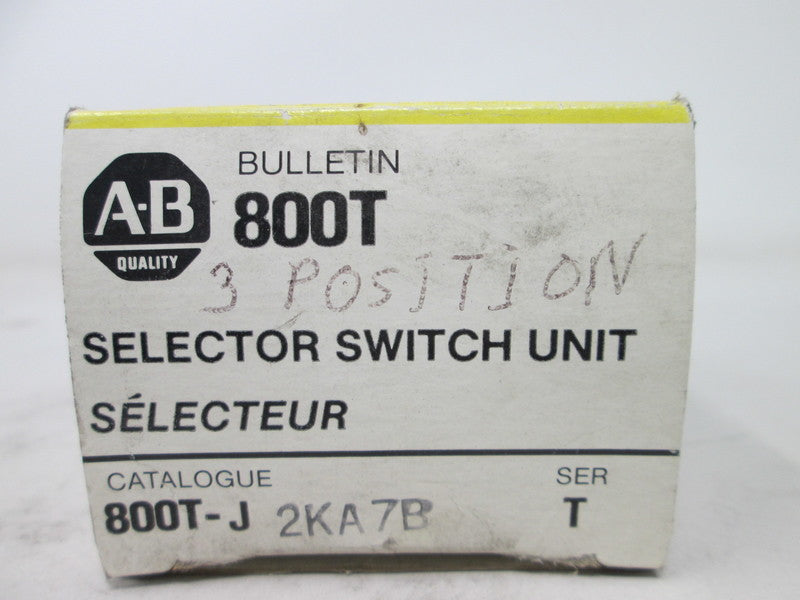 A-B
QUALITY
BULLETIN
800T
3 POSITION
SELECTOR SWITCH UNIT
SÉLECTEUR
CATALOGUE
SER
800T-J 2KA7B
T